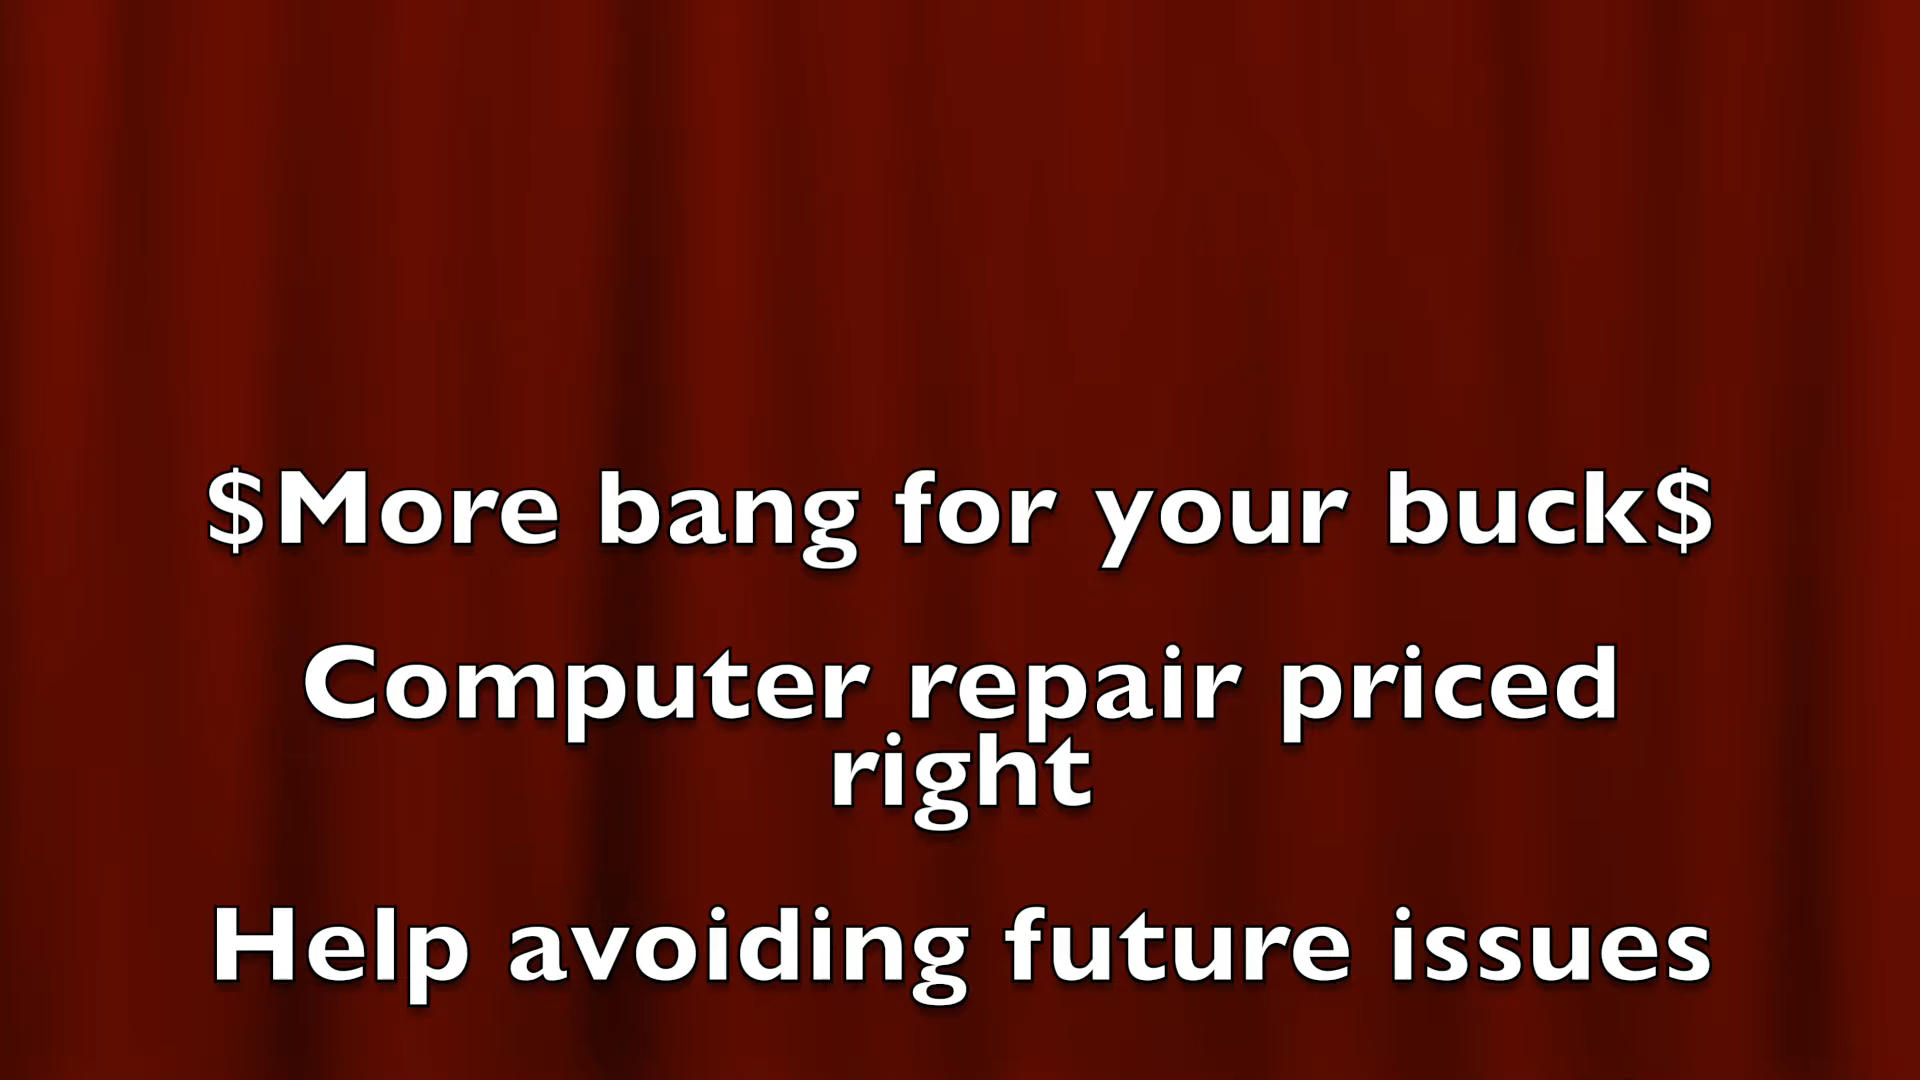 $More bang for your buck$
Computer repair priced
right
Help avoiding future issues